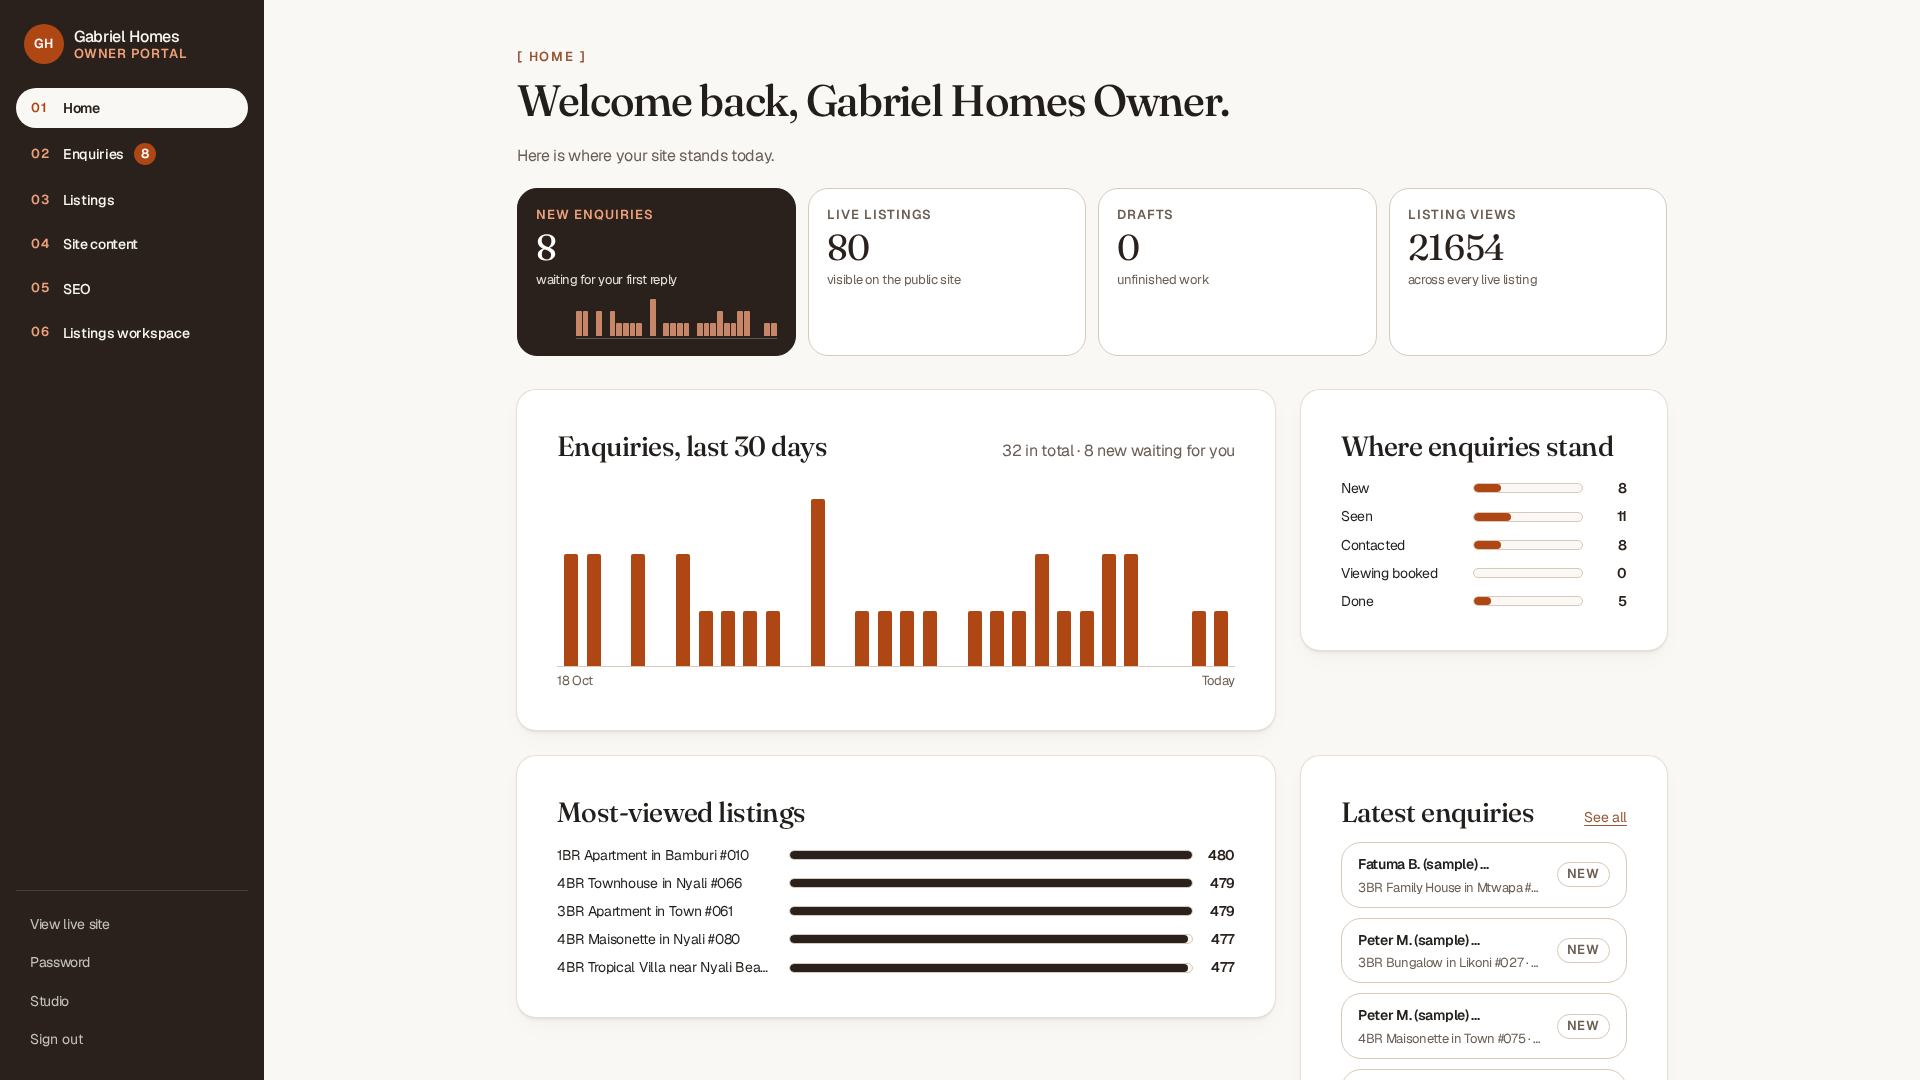 GH
Gabriel Homes
OWNER PORTAL
01 Home
02 Enquiries 8
03 Listings
04 Site content
05 SEO
06 Listings workspace
View live site
Password
Studio
Sign out
[ HOME ]
Welcome back, Gabriel Homes Owner.
Here is where your site stands today.
NEW ENQUIRIES
8
waiting for your first reply
LIVE LISTINGS
80
visible on the public site
DRAFTS
0
unfinished work
LISTING VIEWS
21654
across every live listing
Enquiries, last 30 days
32 in total · 8 new waiting for you
18 Oct
Today
Where enquiries stand
New 8
Seen 11
Contacted 8
Viewing booked 0
Done 5
Most-viewed listings
1BR Apartment in Bamburi #010 480
4BR Townhouse in Nyali #066 479
3BR Apartment in Town #061 479
4BR Maisonette in Nyali #080 477
4BR Tropical Villa near Nyali Bea... 477
Latest enquiries
See all
Fatuma B. (sample) ...
3BR Family House in Mtwapa #...
NEW
Peter M. (sample) ...
3BR Bungalow in Likoni #027 · ...
NEW
Peter M. (sample) ...
4BR Maisonette in Town #075 · ...
NEW